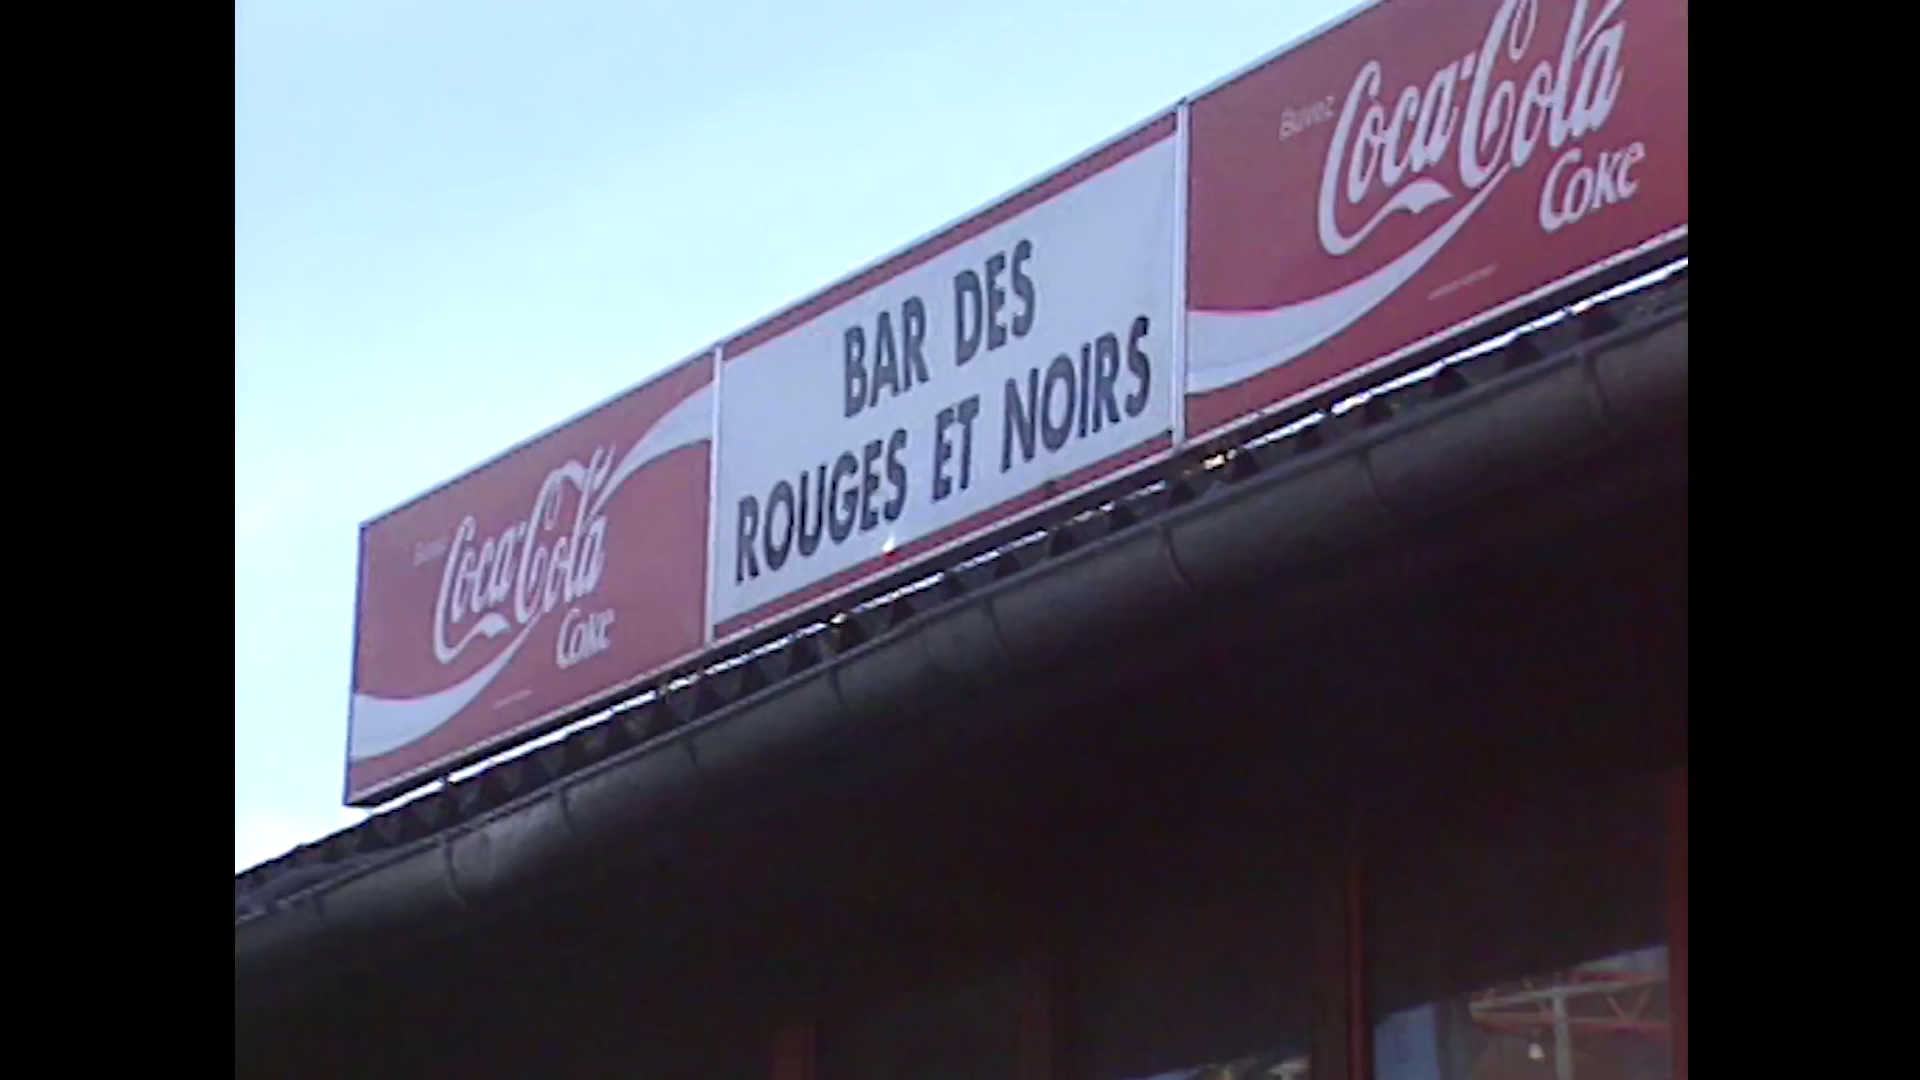 Buvez
Coca-Cola
Coke
BAR DES
ROUGES ET NOIRS
Buvez
Coca-Cola
Coke